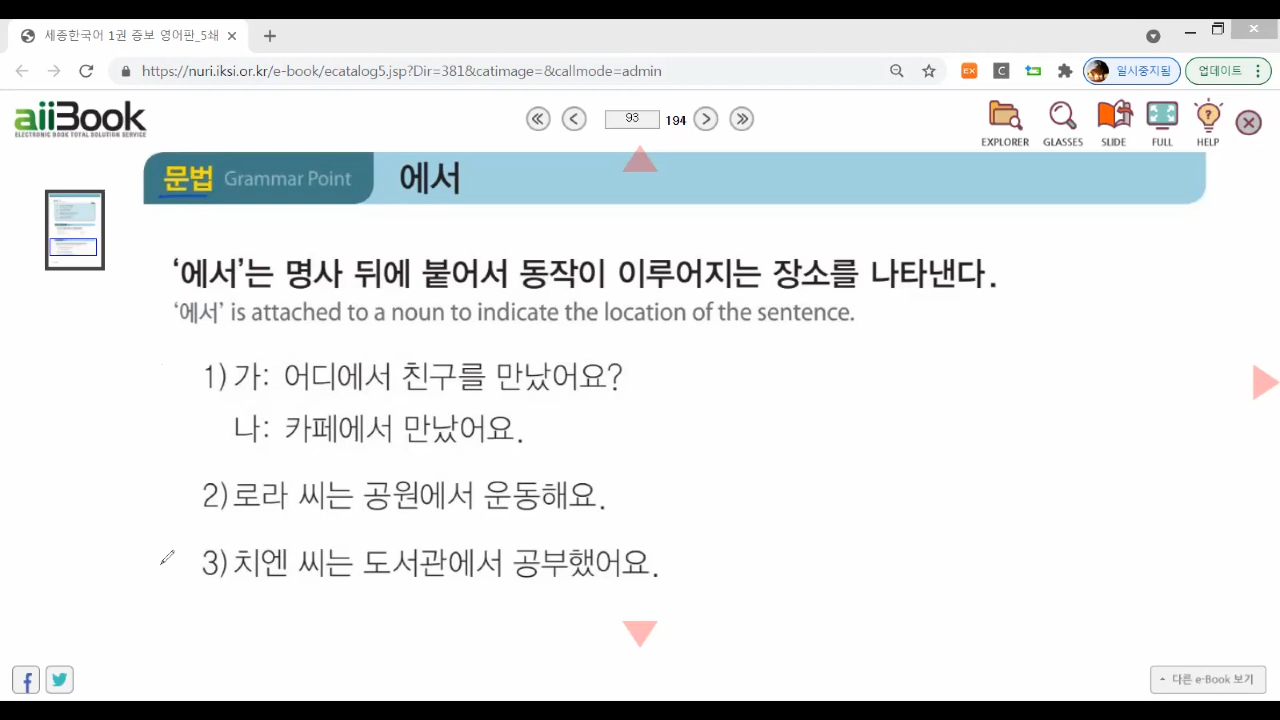 세종한국어 1권 증보 영어판_5쇄
https://nuri.iksi.or.kr/e-book/ecatalog5.jsp?Dir=381&catimage=&callmode=admin
EX
C
일시중지됨
업데이트
aiiBook
ELECTRONIC BOOK TOTAL SOLUTION SERVICE
93 194
EXPLORER GLASSES SLIDE FULL HELP
문법 Grammar Point 에서
‘에서’는 명사 뒤에 붙어서 동작이 이루어지는 장소를 나타낸다.
‘에서’ is attached to a noun to indicate the location of the sentence.
1) 가: 어디에서 친구를 만났어요?
나: 카페에서 만났어요.
2) 로라 씨는 공원에서 운동해요.
3) 치엔 씨는 도서관에서 공부했어요.
다른 e-Book 보기